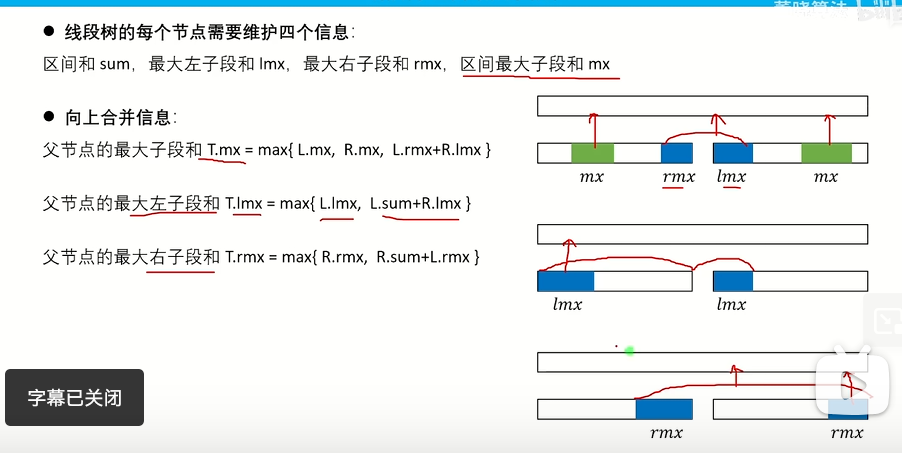 董晓算法
● 线段树的每个节点需要维护四个信息：
区间和 sum，最大左子段和 lmx，最大右子段和 rmx，区间最大子段和 mx
● 向上合并信息：
父节点的最大子段和 T.mx = max{ L.mx, R.mx, L.rmx+R.lmx }
mx rmx lmx mx
父节点的最大左子段和 T.lmx = max{ L.lmx, L.sum+R.lmx }
父节点的最大右子段和 T.rmx = max{ R.rmx, R.sum+L.rmx }
lmx lmx
字幕已关闭
rmx rmx